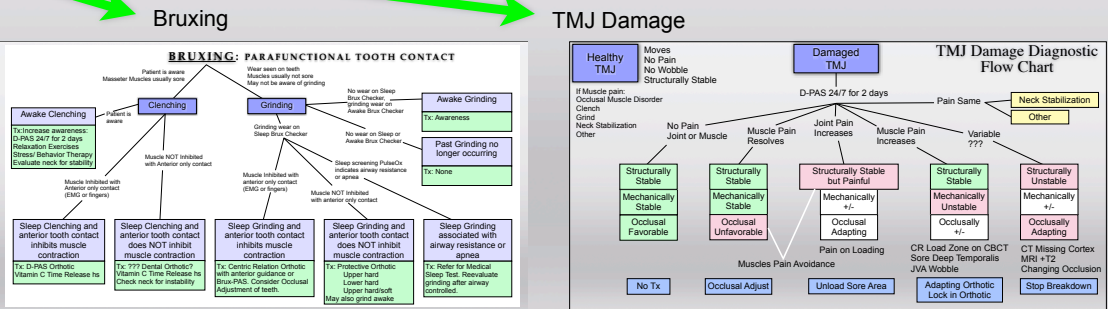 Bruxing
BRUXING: PARAFUNCTIONAL TOOTH CONTACT
Patient is aware
Masseter Muscles usually sore
Wear seen on teeth
Muscles usually not sore
May not be aware of grinding
Clenching
Grinding
Patient is
aware
Awake Clenching
Tx:Increase awareness:
D-PAS 24/7 for 2 days
Relaxation Exercises
Stress/ Behavior Therapy
Evaluate neck for stability
No wear on Sleep
Brux Checker,
grinding wear on
Awake Brux Checker
Awake Grinding
Tx: Awareness
Grinding wear on
Sleep Brux Checker
No wear on Sleep or
Awake Brux Checker
Past Grinding no
longer occurring
Tx: None
Muscle NOT Inhibited
with Anterior only contact
Muscle Inhibited with
Anterior only contact
(EMG or fingers)
Muscle Inhibited with
anterior only contact
(EMG or fingers)
Sleep screening PulseOx
indicates airway resistance
or apnea
Muscle NOT Inhibited
with anterior only contact
Sleep Clenching and
anterior tooth contact
inhibits muscle
contraction
Tx: D-PAS Orthotic
Vitamin C Time Release hs
Sleep Clenching and
anterior tooth contact
does NOT inhibit
muscle contraction
Tx: ??? Dental Orthotic?
Vitamin C Time Release hs
Check neck for instability
Sleep Grinding and
anterior tooth contact
inhibits muscle
contraction
Tx: Centric Relation Orthotic
with anterior guidance or
Brux-PAS. Consider Occlusal
Adjustment of teeth.
Sleep Grinding and
anterior tooth contact
does NOT inhibit
muscle contraction
Tx: Protective Orthotic
Upper hard
Lower hard
Upper hard/soft
May also grind awake
Sleep Grinding
associated with
airway resistance or
apnea
Tx: Refer for Medical
Sleep Test. Reevaluate
grinding after airway
controlled.
TMJ Damage
TMJ Damage Diagnostic
Flow Chart
Healthy
TMJ
Moves
No Pain
No Wobble
Structurally Stable
Damaged
TMJ
If Muscle pain:
Occlusal Muscle Disorder
Clench
Grind
Neck Stabilization
Other
D-PAS 24/7 for 2 days
Pain Same
Neck Stabilization
Other
No Pain
Joint or Muscle
Muscle Pain
Resolves
Joint Pain
Increases
Muscle Pain
Increases
Variable
???
Structurally
Stable
Mechanically
Stable
Occlusal
Favorable
Structurally
Stable
Mechanically
Stable
Occlusal
Unfavorable
Structurally Stable
but Painful
Mechanically
+/-
Occlusal
Adapting
Structurally
Stable
Mechanically
Unstable
Occlusally
+/-
Structurally
Unstable
Mechanically
+/-
Occlusally
Adapting
Pain on Loading
Muscles Pain Avoidance
CR Load Zone on CBCT
Sore Deep Temporalis
JVA Wobble
CT Missing Cortex
MRI +T2
Changing Occlusion
No Tx
Occlusal Adjust
Unload Sore Area
Adapting Orthotic
Lock in Orthotic
Stop Breakdown